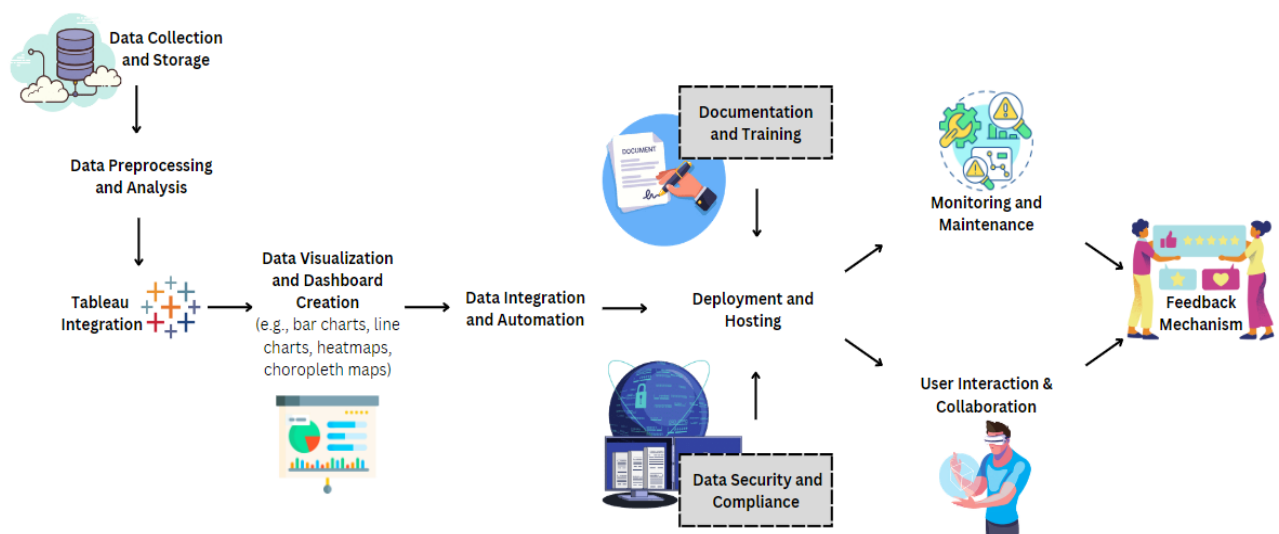 Data Collection
and Storage
Data Preprocessing
and Analysis
Tableau
Integration
Data Visualization
and Dashboard
Creation
(e.g., bar charts, line
charts, heatmaps,
choropleth maps)
Data Integration
and Automation
Documentation
and Training
DOCUMENT
Deployment and
Hosting
Data Security and
Compliance
Monitoring and
Maintenance
User Interaction &
Collaboration
Feedback
Mechanism